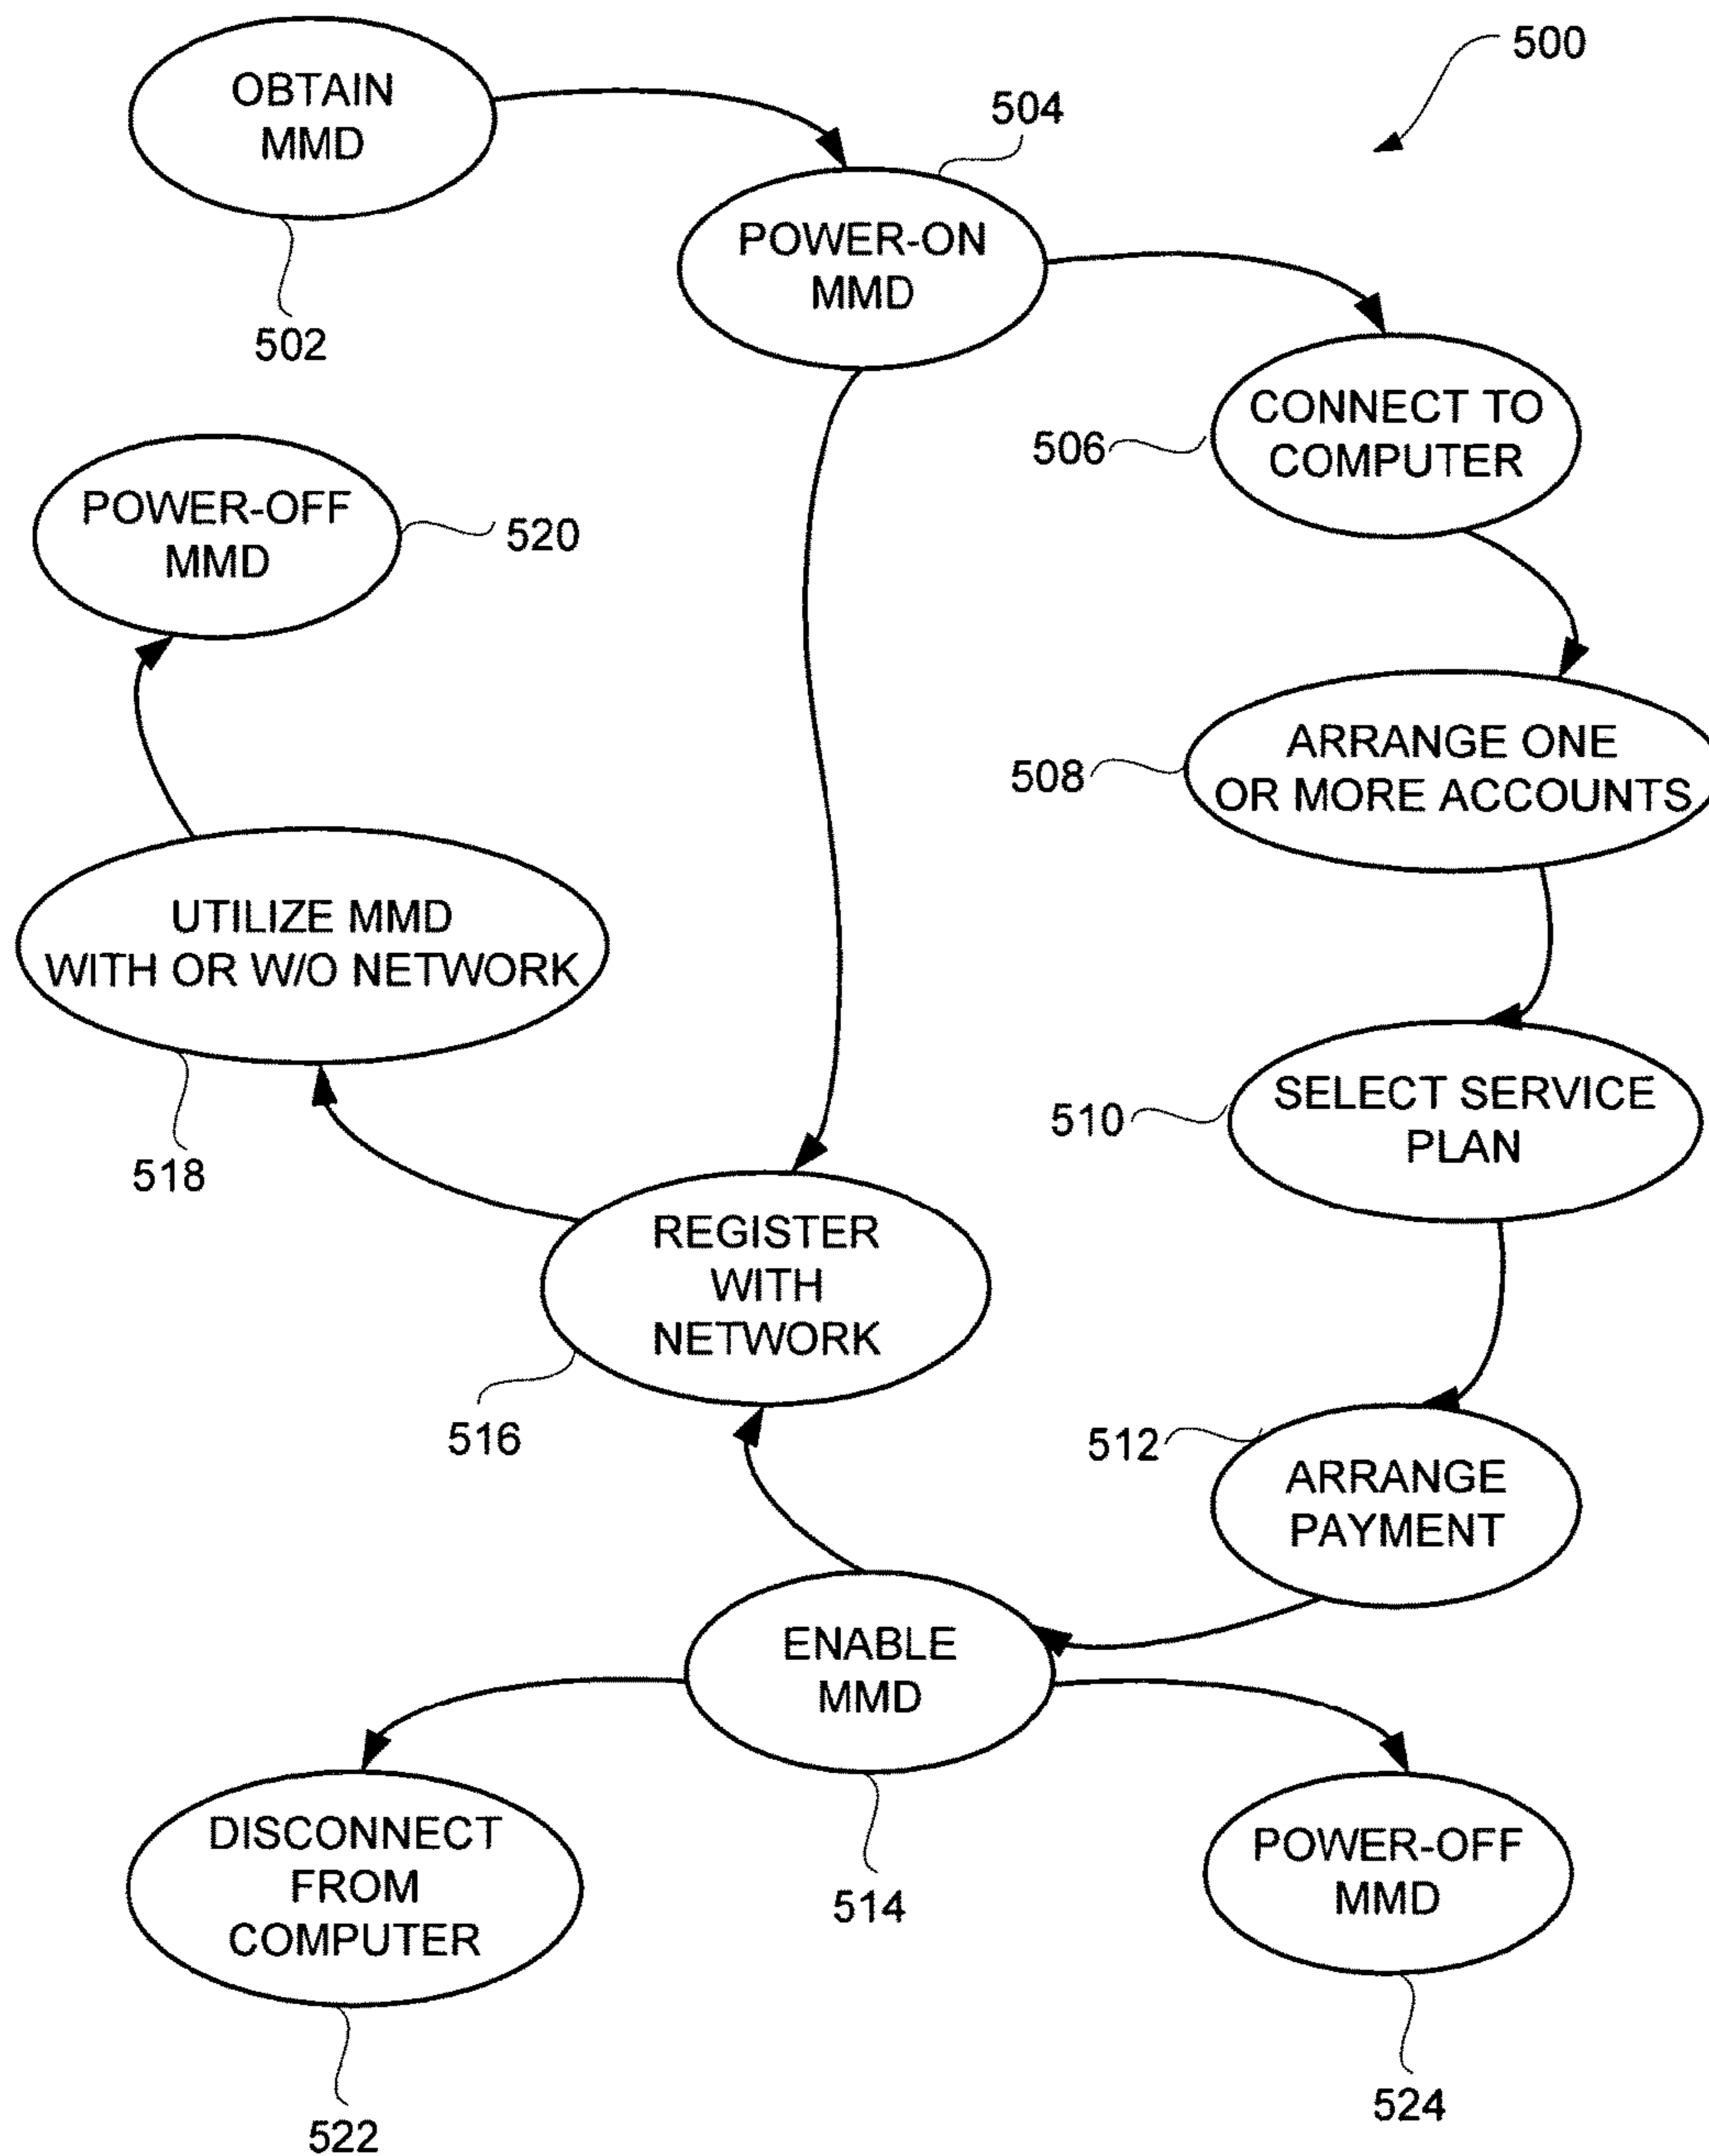 500
OBTAIN
MMD
502
504
POWER-ON
MMD
506
CONNECT TO
COMPUTER
POWER-OFF
MMD
520
508
ARRANGE ONE
OR MORE ACCOUNTS
UTILIZE MMD
WITH OR W/O NETWORK
518
510
SELECT SERVICE
PLAN
REGISTER
WITH
NETWORK
516
512
ARRANGE
PAYMENT
ENABLE
MMD
514
DISCONNECT
FROM
COMPUTER
522
POWER-OFF
MMD
524